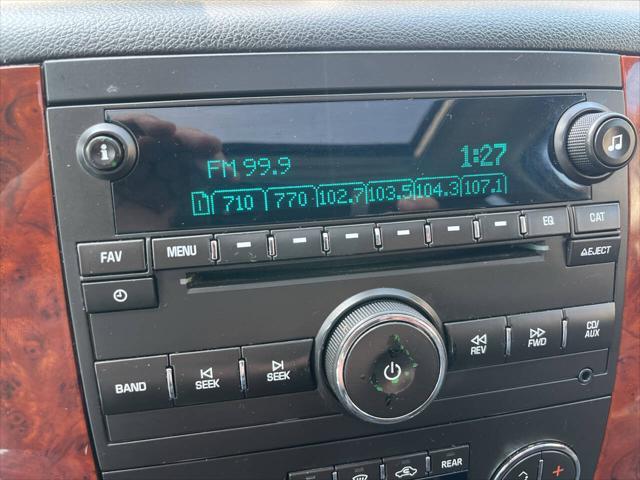 FM 99.9 1:27
710 770 102.7 103.5 104.3 107.1
FAV MENU EQ CAT
EJECT
BAND SEEK SEEK REV FWD CD/AUX
REAR